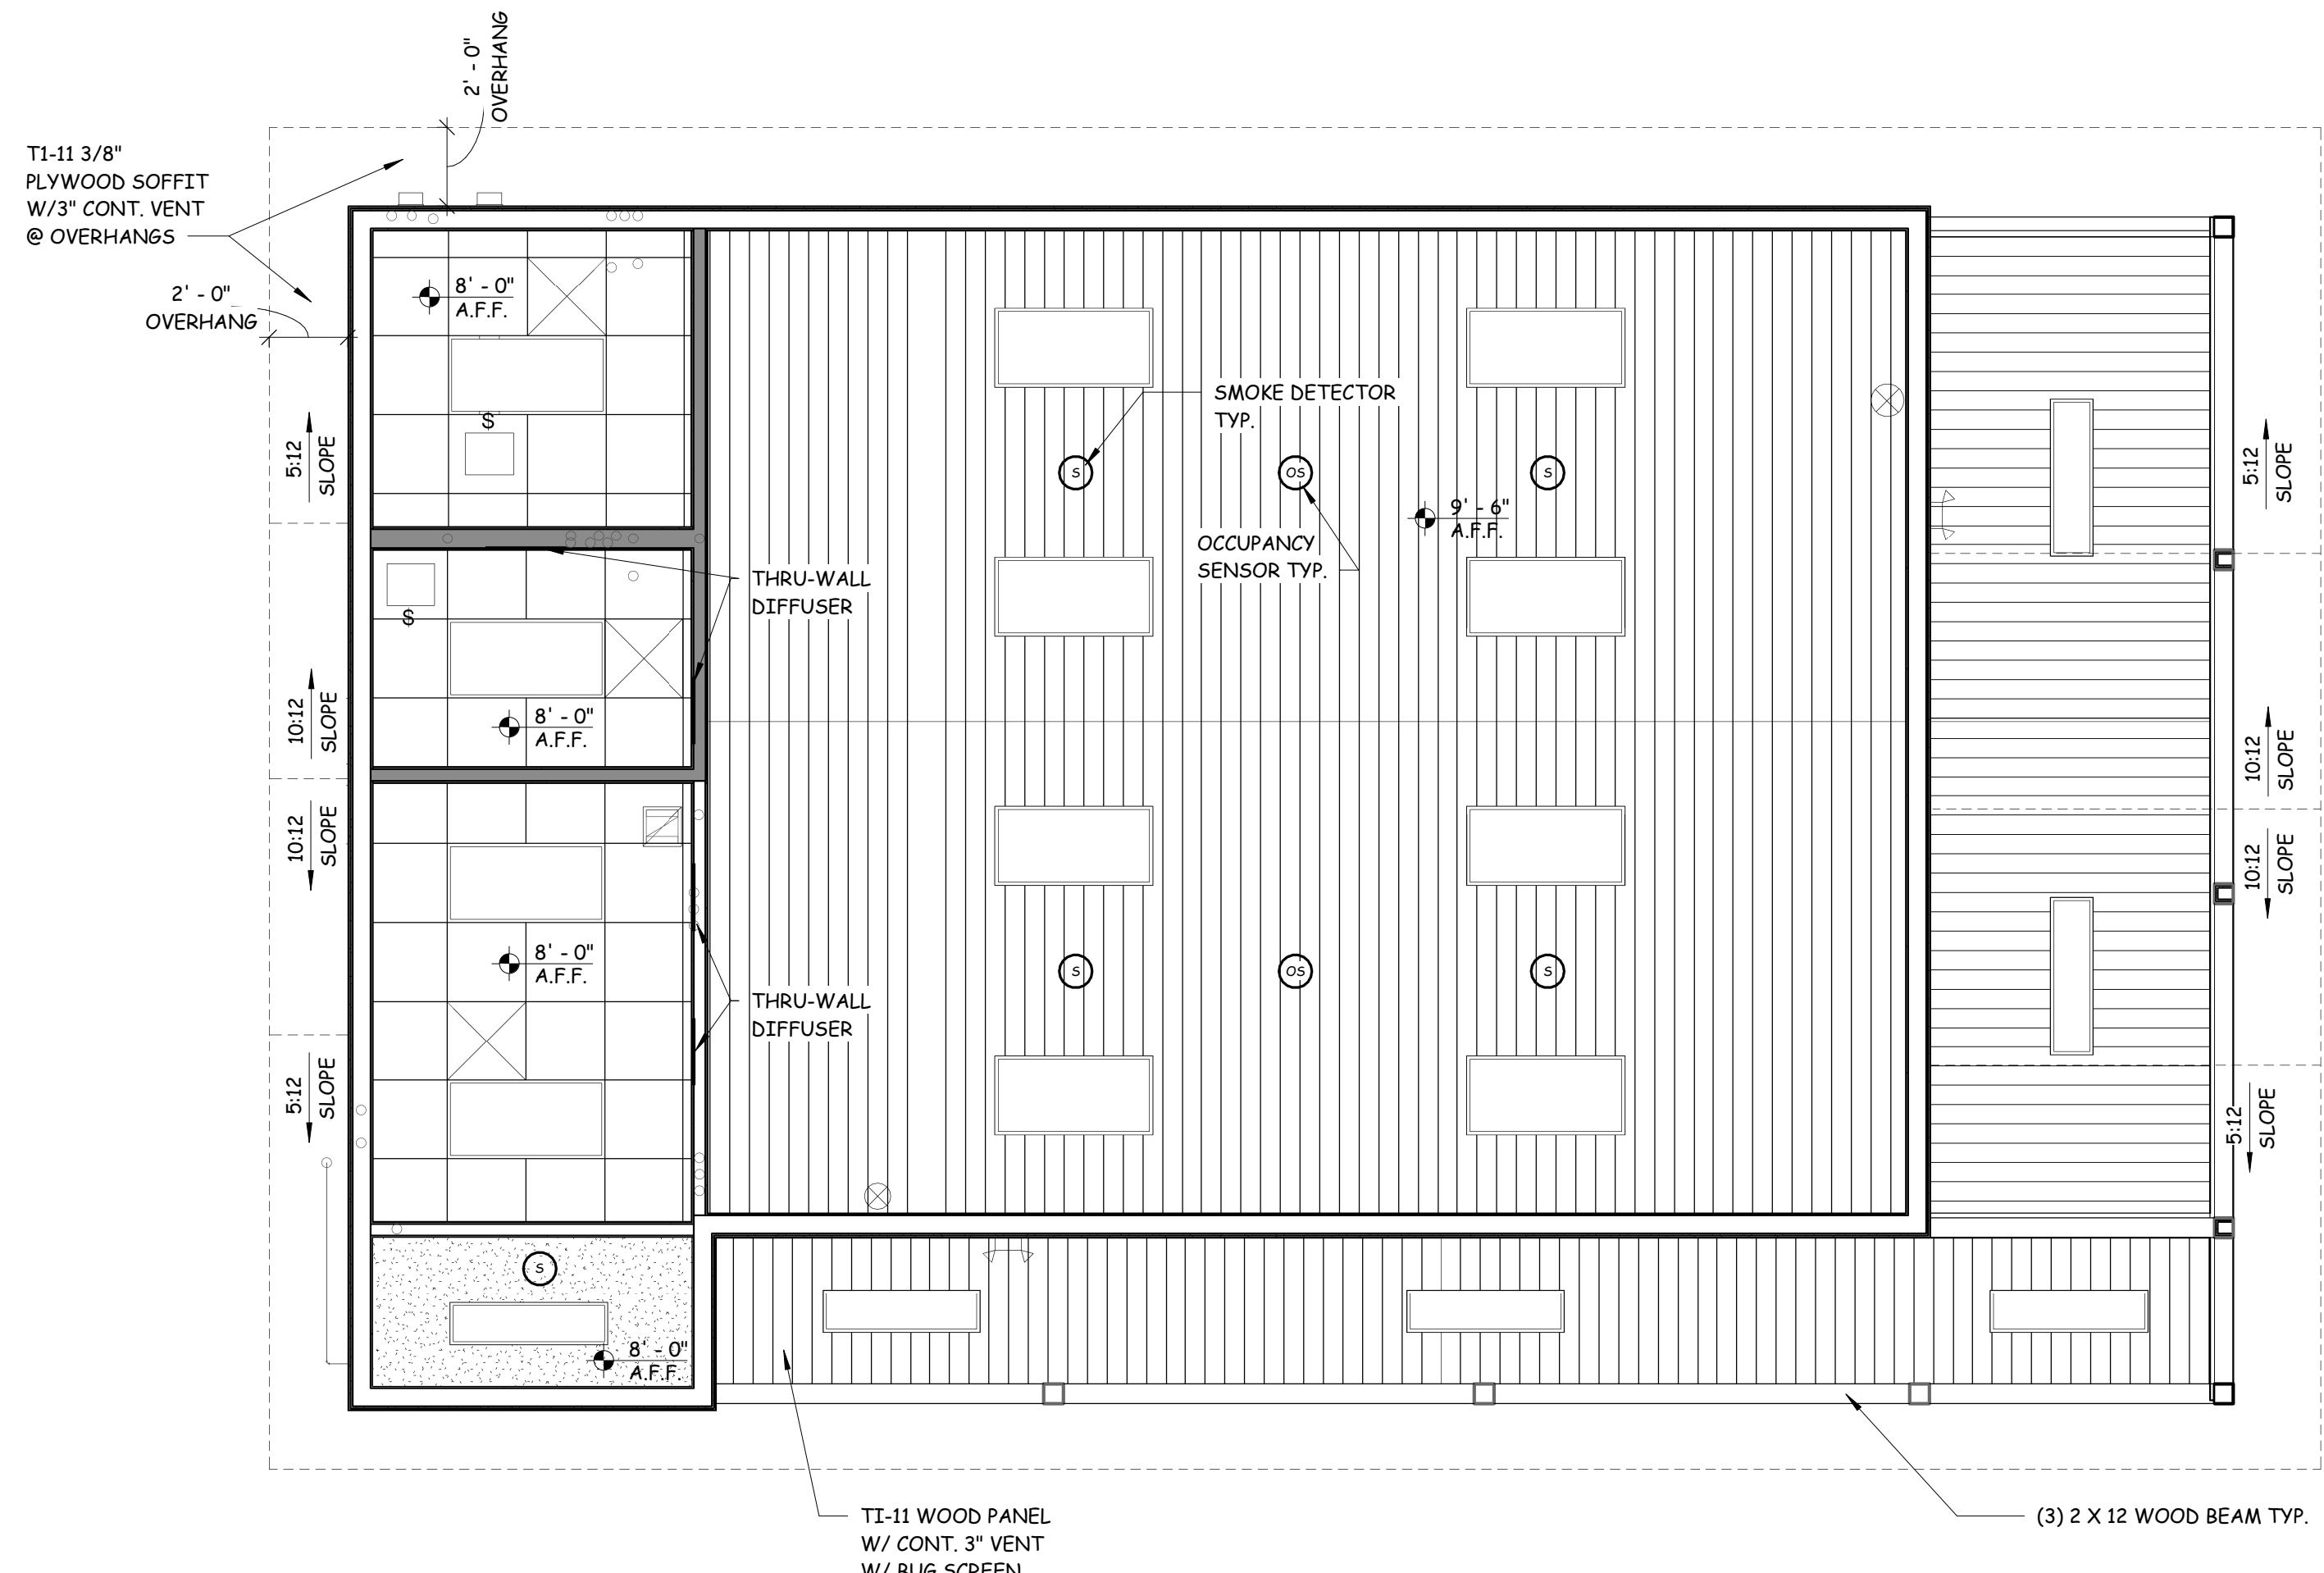 2' - 0"
OVERHANG
T1-11 3/8"
PLYWOOD SOFFIT
W/3" CONT. VENT
@ OVERHANGS
2' - 0"
OVERHANG
8' - 0"
A.F.F.
SMOKE DETECTOR
TYP.
5:12
SLOPE
$
S
OS
S
5:12
SLOPE
9' - 6"
A.F.F.
OCCUPANCY
SENSOR TYP.
THRU-WALL
DIFFUSER
$
10:12
SLOPE
8' - 0"
A.F.F.
10:12
SLOPE
10:12
SLOPE
10:12
SLOPE
8' - 0"
A.F.F.
S
OS
S
THRU-WALL
DIFFUSER
5:12
SLOPE
5:12
SLOPE
S
8' - 0"
A.F.F.
TI-11 WOOD PANEL
W/ CONT. 3" VENT
W/ BUG SCREEN
(3) 2 X 12 WOOD BEAM TYP.